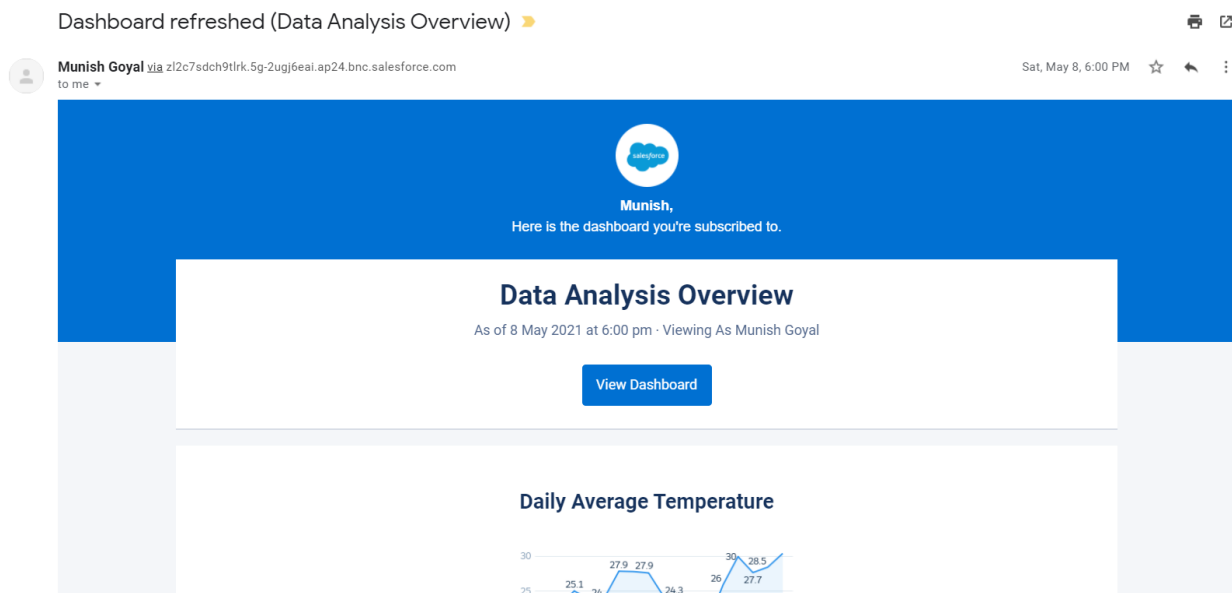 Dashboard refreshed (Data Analysis Overview)
Munish Goyal via zl2c7sdch9tlrk.5g-2ugj6eai.ap24.bnc.salesforce.com
Sat, May 8, 6:00 PM
to me
salesforce
Munish,
Here is the dashboard you're subscribed to.
Data Analysis Overview
As of 8 May 2021 at 6:00 pm · Viewing As Munish Goyal
View Dashboard
Daily Average Temperature
30
30
28.5
27.9 27.9
27.7
26
25.1
25
24
24.3